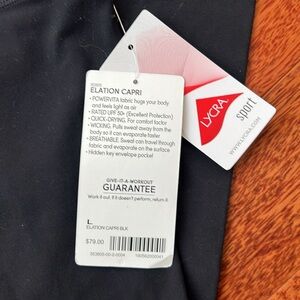 ELATION CAPRI
• POWERVITA fabric hugs your body
and feels light as air
• RATED UPF 50+ (Excellent Protection)
• QUICK-DRYING. For comfort factor
• WICKING. Pulls sweat away from the
body so it can evaporate faster
• BREATHABLE. Sweat can travel through
fabric and evaporate on the surface
• Hidden key envelope pocket
GIVE-IT-A-WORKOUT
GUARANTEE
Work it out. If it doesn't perform, return it.
L
ELATION CAPRI BLK
$79.00
LYCRA
sport
WWW.LYCRA.COM